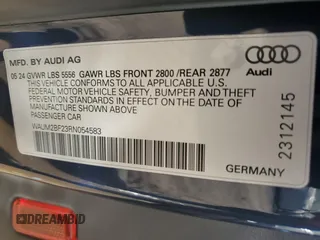 MFD. BY AUDI AG
05 24 GVWR LBS 5556 GAWR LBS FRONT 2800 /REAR 2877
THIS VEHICLE CONFORMS TO ALL APPLICABLE U.S.
FEDERAL MOTOR VEHICLE SAFETY, BUMPER AND THEFT
PREVENTION STANDARDS IN EFFECT ON THE DATE OF
MANUFACTURE SHOWN ABOVE
PASSENGER CAR
WAUM2BF23RN054583
Audi
23112145
GERMANY
DREAMBID